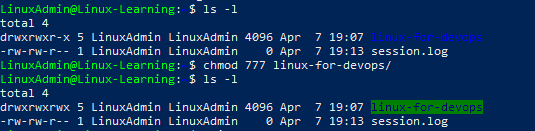 LinuxAdmin@Linux-Learning: $ ls -l
total 4
drwxrwxr-x 5 LinuxAdmin LinuxAdmin 4096 Apr  7 19:07 linux-for-devops
-rw-rw-r-- 1 LinuxAdmin LinuxAdmin    0 Apr  7 19:13 session.log
LinuxAdmin@Linux-Learning: $ chmod 777 linux-for-devops/
LinuxAdmin@Linux-Learning: $ ls -l
total 4
drwxrwxrwx 5 LinuxAdmin LinuxAdmin 4096 Apr  7 19:07 linux-for-devops
-rw-rw-r-- 1 LinuxAdmin LinuxAdmin    0 Apr  7 19:13 session.log